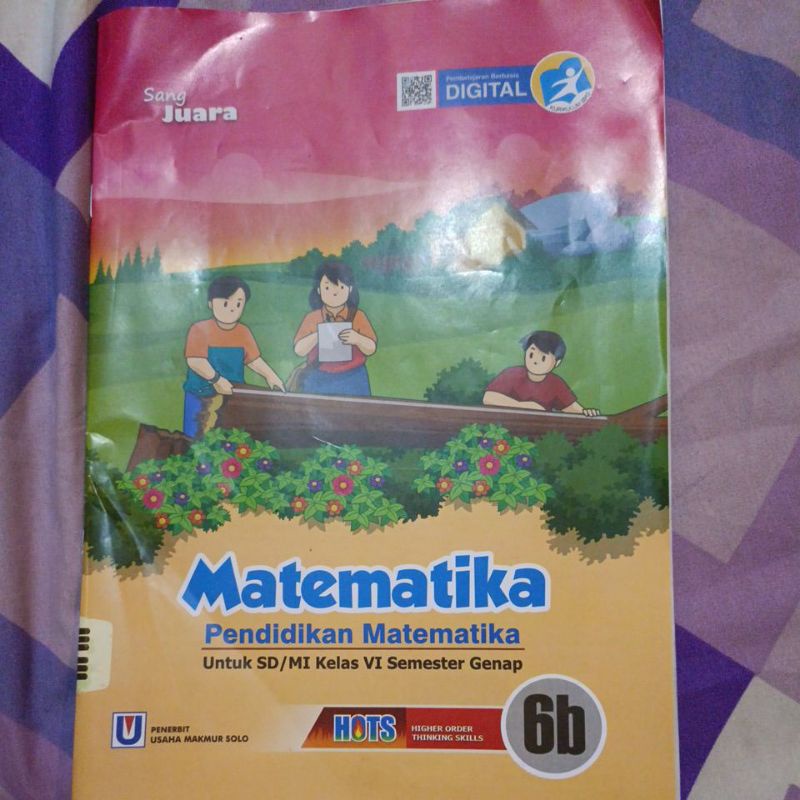 Sang
Juara
Pembelajaran Berbasis
DIGITAL
Matematika
Pendidikan Matematika
Untuk SD/MI Kelas VI Semester Genap
U
PENERBIT
USAHA MAKMUR SOLO
HOTS
HIGHER ORDER
THINKING SKILLS
6b